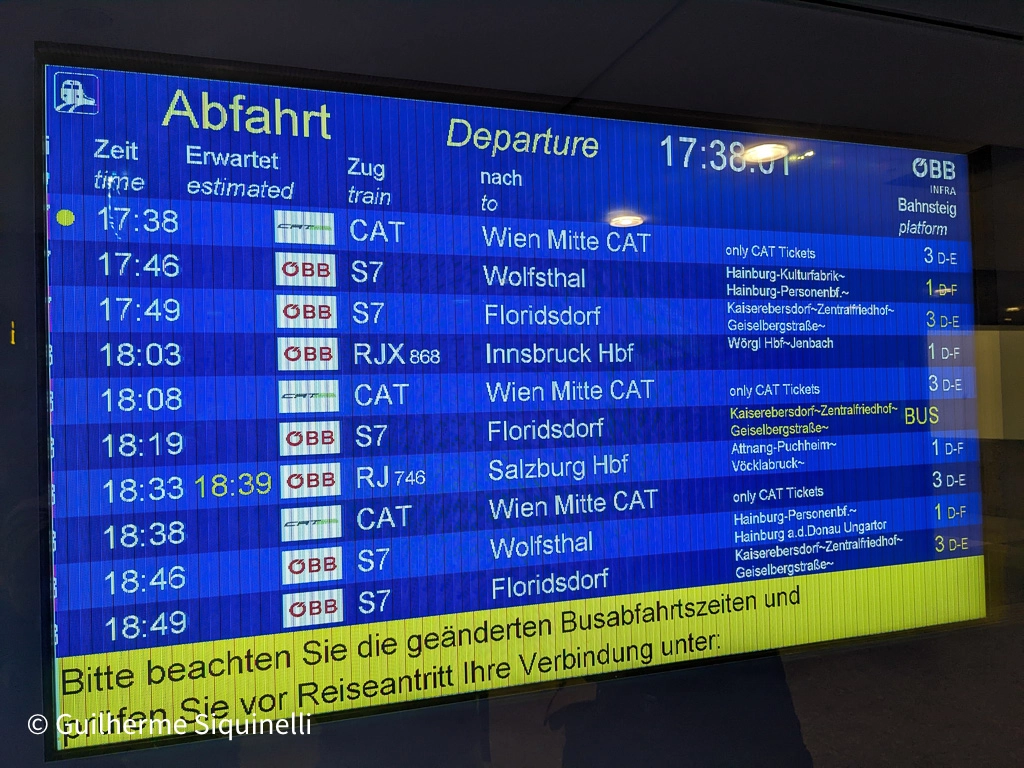 Abfahrt Departure 17:38:01 ÖBB
INFRA
Zeit Erwartet Zug nach Bahnsteig
time estimated train to platform
17:38 CAT CAT Wien Mitte CAT only CAT Tickets 3 D-E
17:46 ÖBB S7 Wolfsthal Hainburg-Kulturfabrik~ 1 D-F
Hainburg-Personenbf.~
17:49 ÖBB S7 Floridsdorf Kaiserebersdorf~Zentralfriedhof~ 3 D-E
Geiselbergstraße~
18:03 ÖBB RJX 868 Innsbruck Hbf Wörgl Hbf~Jenbach 1 D-F
18:08 CAT CAT Wien Mitte CAT only CAT Tickets 3 D-E
18:19 ÖBB S7 Floridsdorf Kaiserebersdorf~Zentralfriedhof~ BUS
Geiselbergstraße~
18:33 18:39 ÖBB RJ 746 Salzburg Hbf Attnang-Puchheim~ 1 D-F
Vöcklabruck~
18:38 CAT CAT Wien Mitte CAT only CAT Tickets 3 D-E
18:46 ÖBB S7 Wolfsthal Hainburg-Personenbf.~ 1 D-F
Hainburg a.d.Donau Ungartor
18:49 ÖBB S7 Floridsdorf Kaiserebersdorf~Zentralfriedhof~ 3 D-E
Geiselbergstraße~
Bitte beachten Sie die geänderten Busabfahrtszeiten und
prüfen Sie vor Reiseantritt Ihre Verbindung unter:
© Guilherme Siquinelli